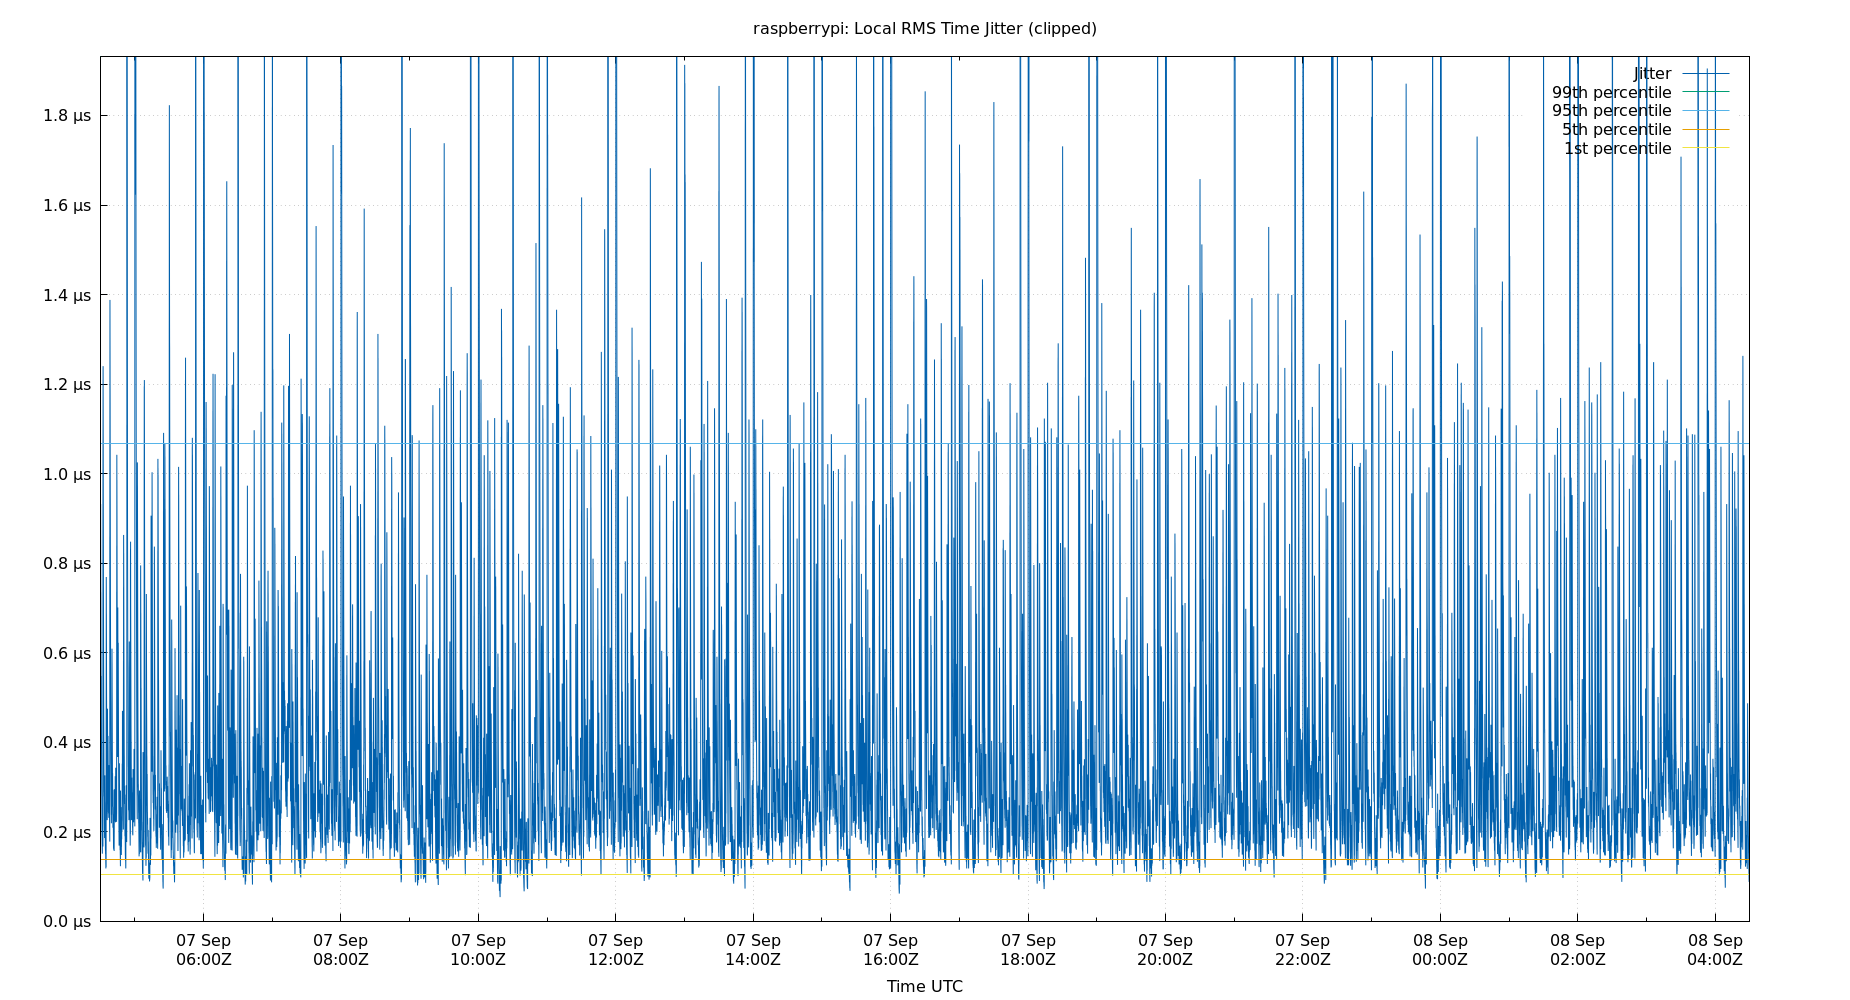 raspberrypi: Local RMS Time Jitter (clipped)
Jitter
99th percentile
95th percentile
5th percentile
1st percentile
1.8 µs
1.6 µs
1.4 µs
1.2 µs
1.0 µs
0.8 µs
0.6 µs
0.4 µs
0.2 µs
0.0 µs
07 Sep 07 Sep 07 Sep 07 Sep 07 Sep 07 Sep 07 Sep 07 Sep 07 Sep 08 Sep 08 Sep 08 Sep
06:00Z 08:00Z 10:00Z 12:00Z 14:00Z 16:00Z 18:00Z 20:00Z 22:00Z 00:00Z 02:00Z 04:00Z
Time UTC